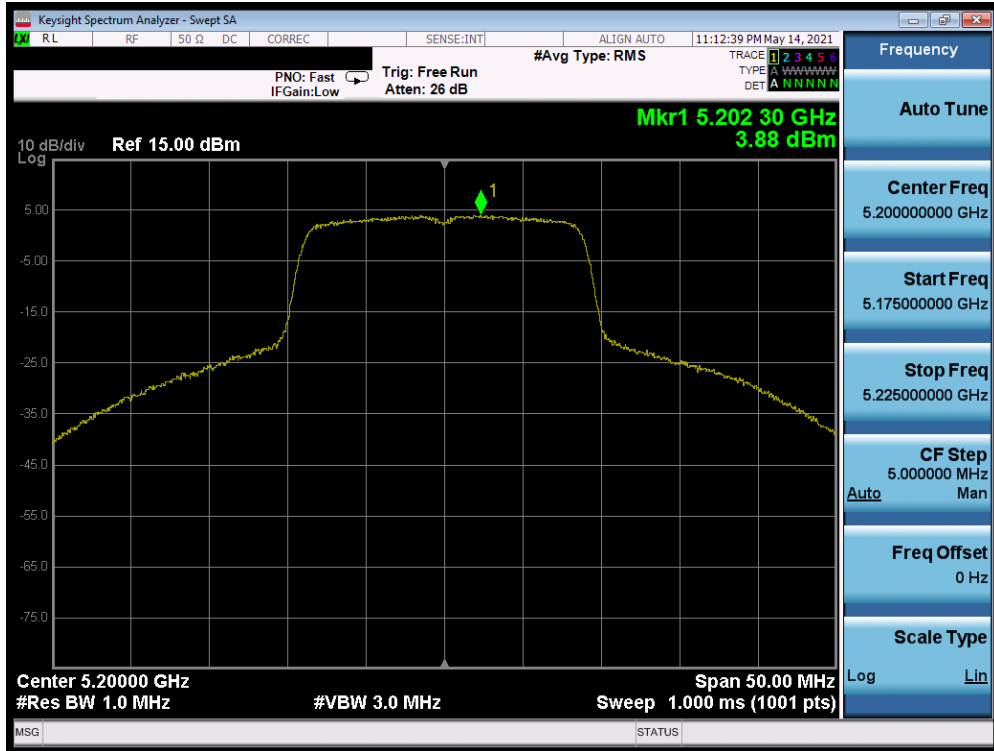 Keysight Spectrum Analyzer - Swept SA
LXI RL RF 50 Ω DC CORREC SENSE:INT ALIGN AUTO 11:12:39 PM May 14, 2021
#Avg Type: RMS TRACE 1 2 3 4 5 6
PNO: Fast Trig: Free Run TYPE A WWWWW
IFGain:Low Atten: 26 dB DET A N N N N N
Mkr1 5.202 30 GHz
3.88 dBm
10 dB/div Ref 15.00 dBm
Log
1
5.00
-5.00
-15.0
-25.0
-35.0
-45.0
-55.0
-65.0
-75.0
Center 5.20000 GHz Span 50.00 MHz
#Res BW 1.0 MHz #VBW 3.0 MHz Sweep 1.000 ms (1001 pts)
MSG STATUS
Frequency
Auto Tune
Center Freq
5.200000000 GHz
Start Freq
5.175000000 GHz
Stop Freq
5.225000000 GHz
CF Step
5.000000 MHz
Auto Man
Freq Offset
0 Hz
Scale Type
Log Lin